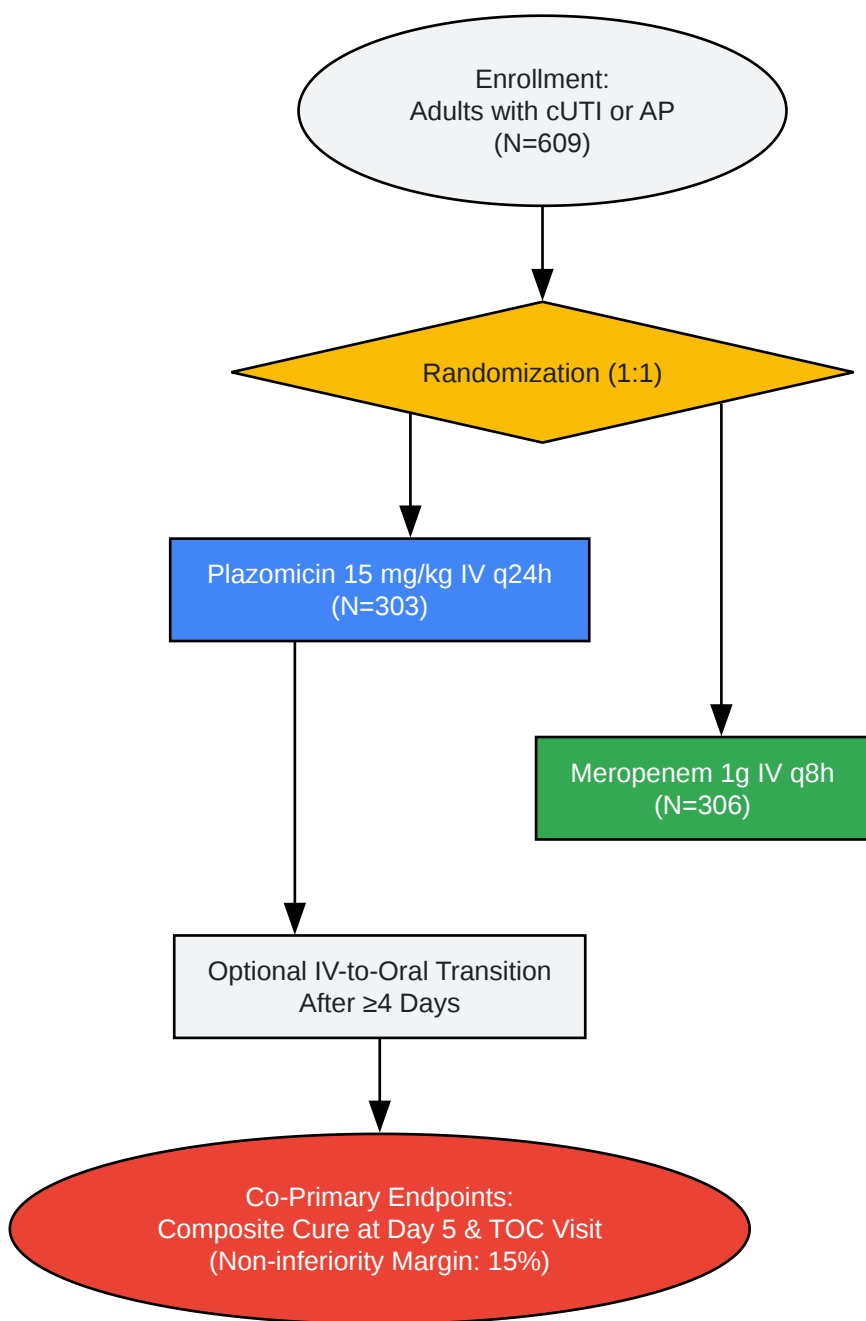 Enrollment:
Adults with cUTI or AP
(N=609)
Randomization (1:1)
Plazomicin 15 mg/kg IV q24h
(N=303)
Meropenem 1g IV q8h
(N=306)
Optional IV-to-Oral Transition
After ≥4 Days
Co-Primary Endpoints:
Composite Cure at Day 5 & TOC Visit
(Non-inferiority Margin: 15%)